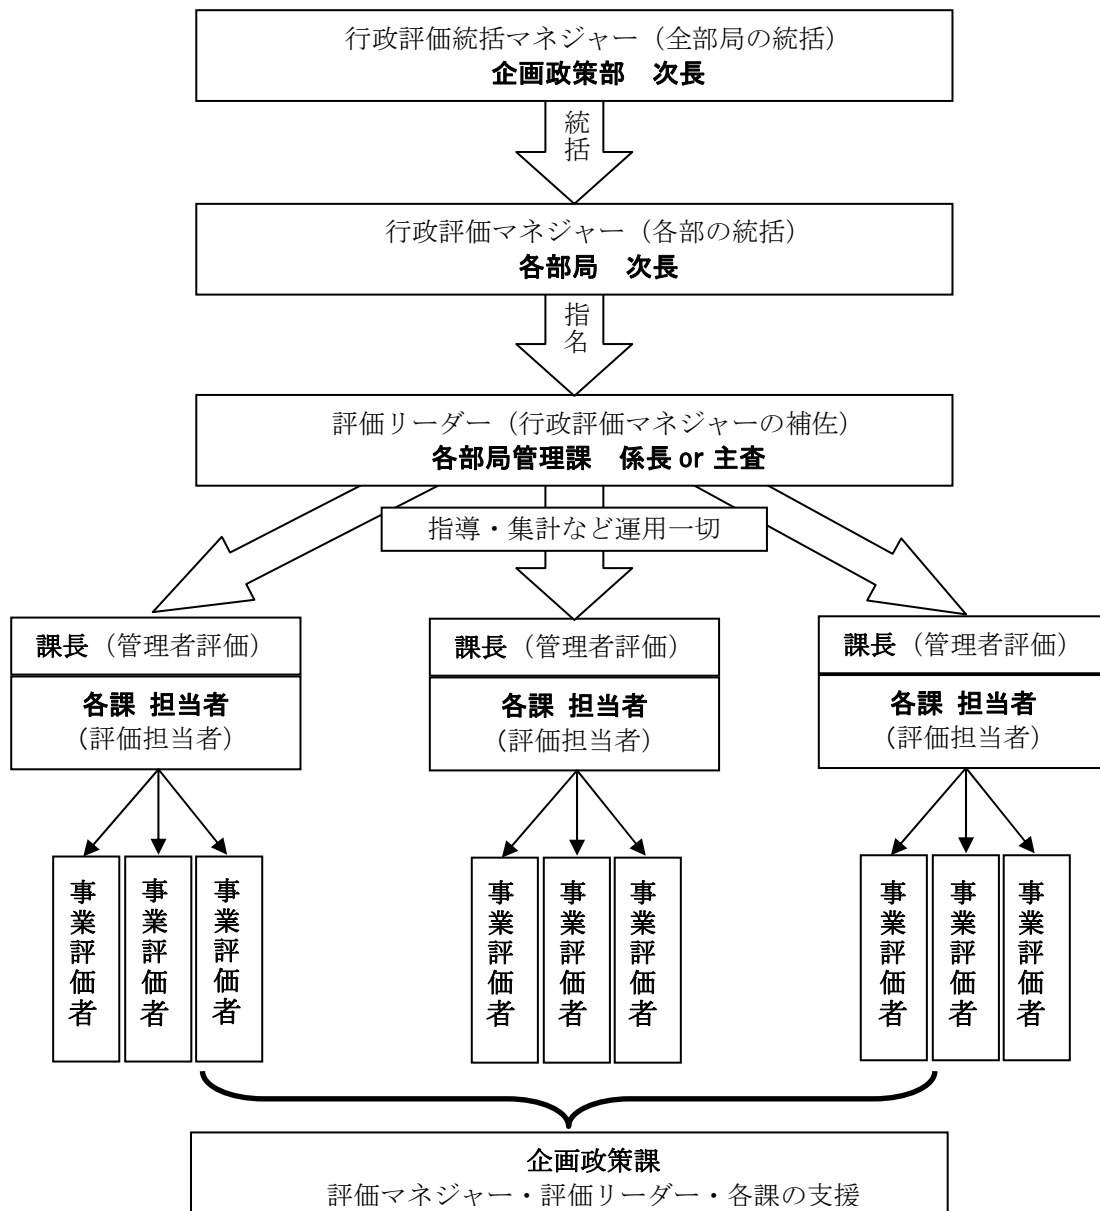 行政評価統括マネジャー（全部局の統括）
企画政策部　次長
統括
行政評価マネジャー（各部の統括）
各部局　次長
指名
評価リーダー（行政評価マネジャーの補佐）
各部局管理課　係長 or 主査
指導・集計など運用一切
課長（管理者評価）
各課 担当者
（評価担当者）
課長（管理者評価）
各課 担当者
（評価担当者）
課長（管理者評価）
各課 担当者
（評価担当者）
事業評価者
事業評価者
事業評価者
事業評価者
事業評価者
事業評価者
事業評価者
事業評価者
事業評価者
企画政策課
評価マネジャー・評価リーダー・各課の支援